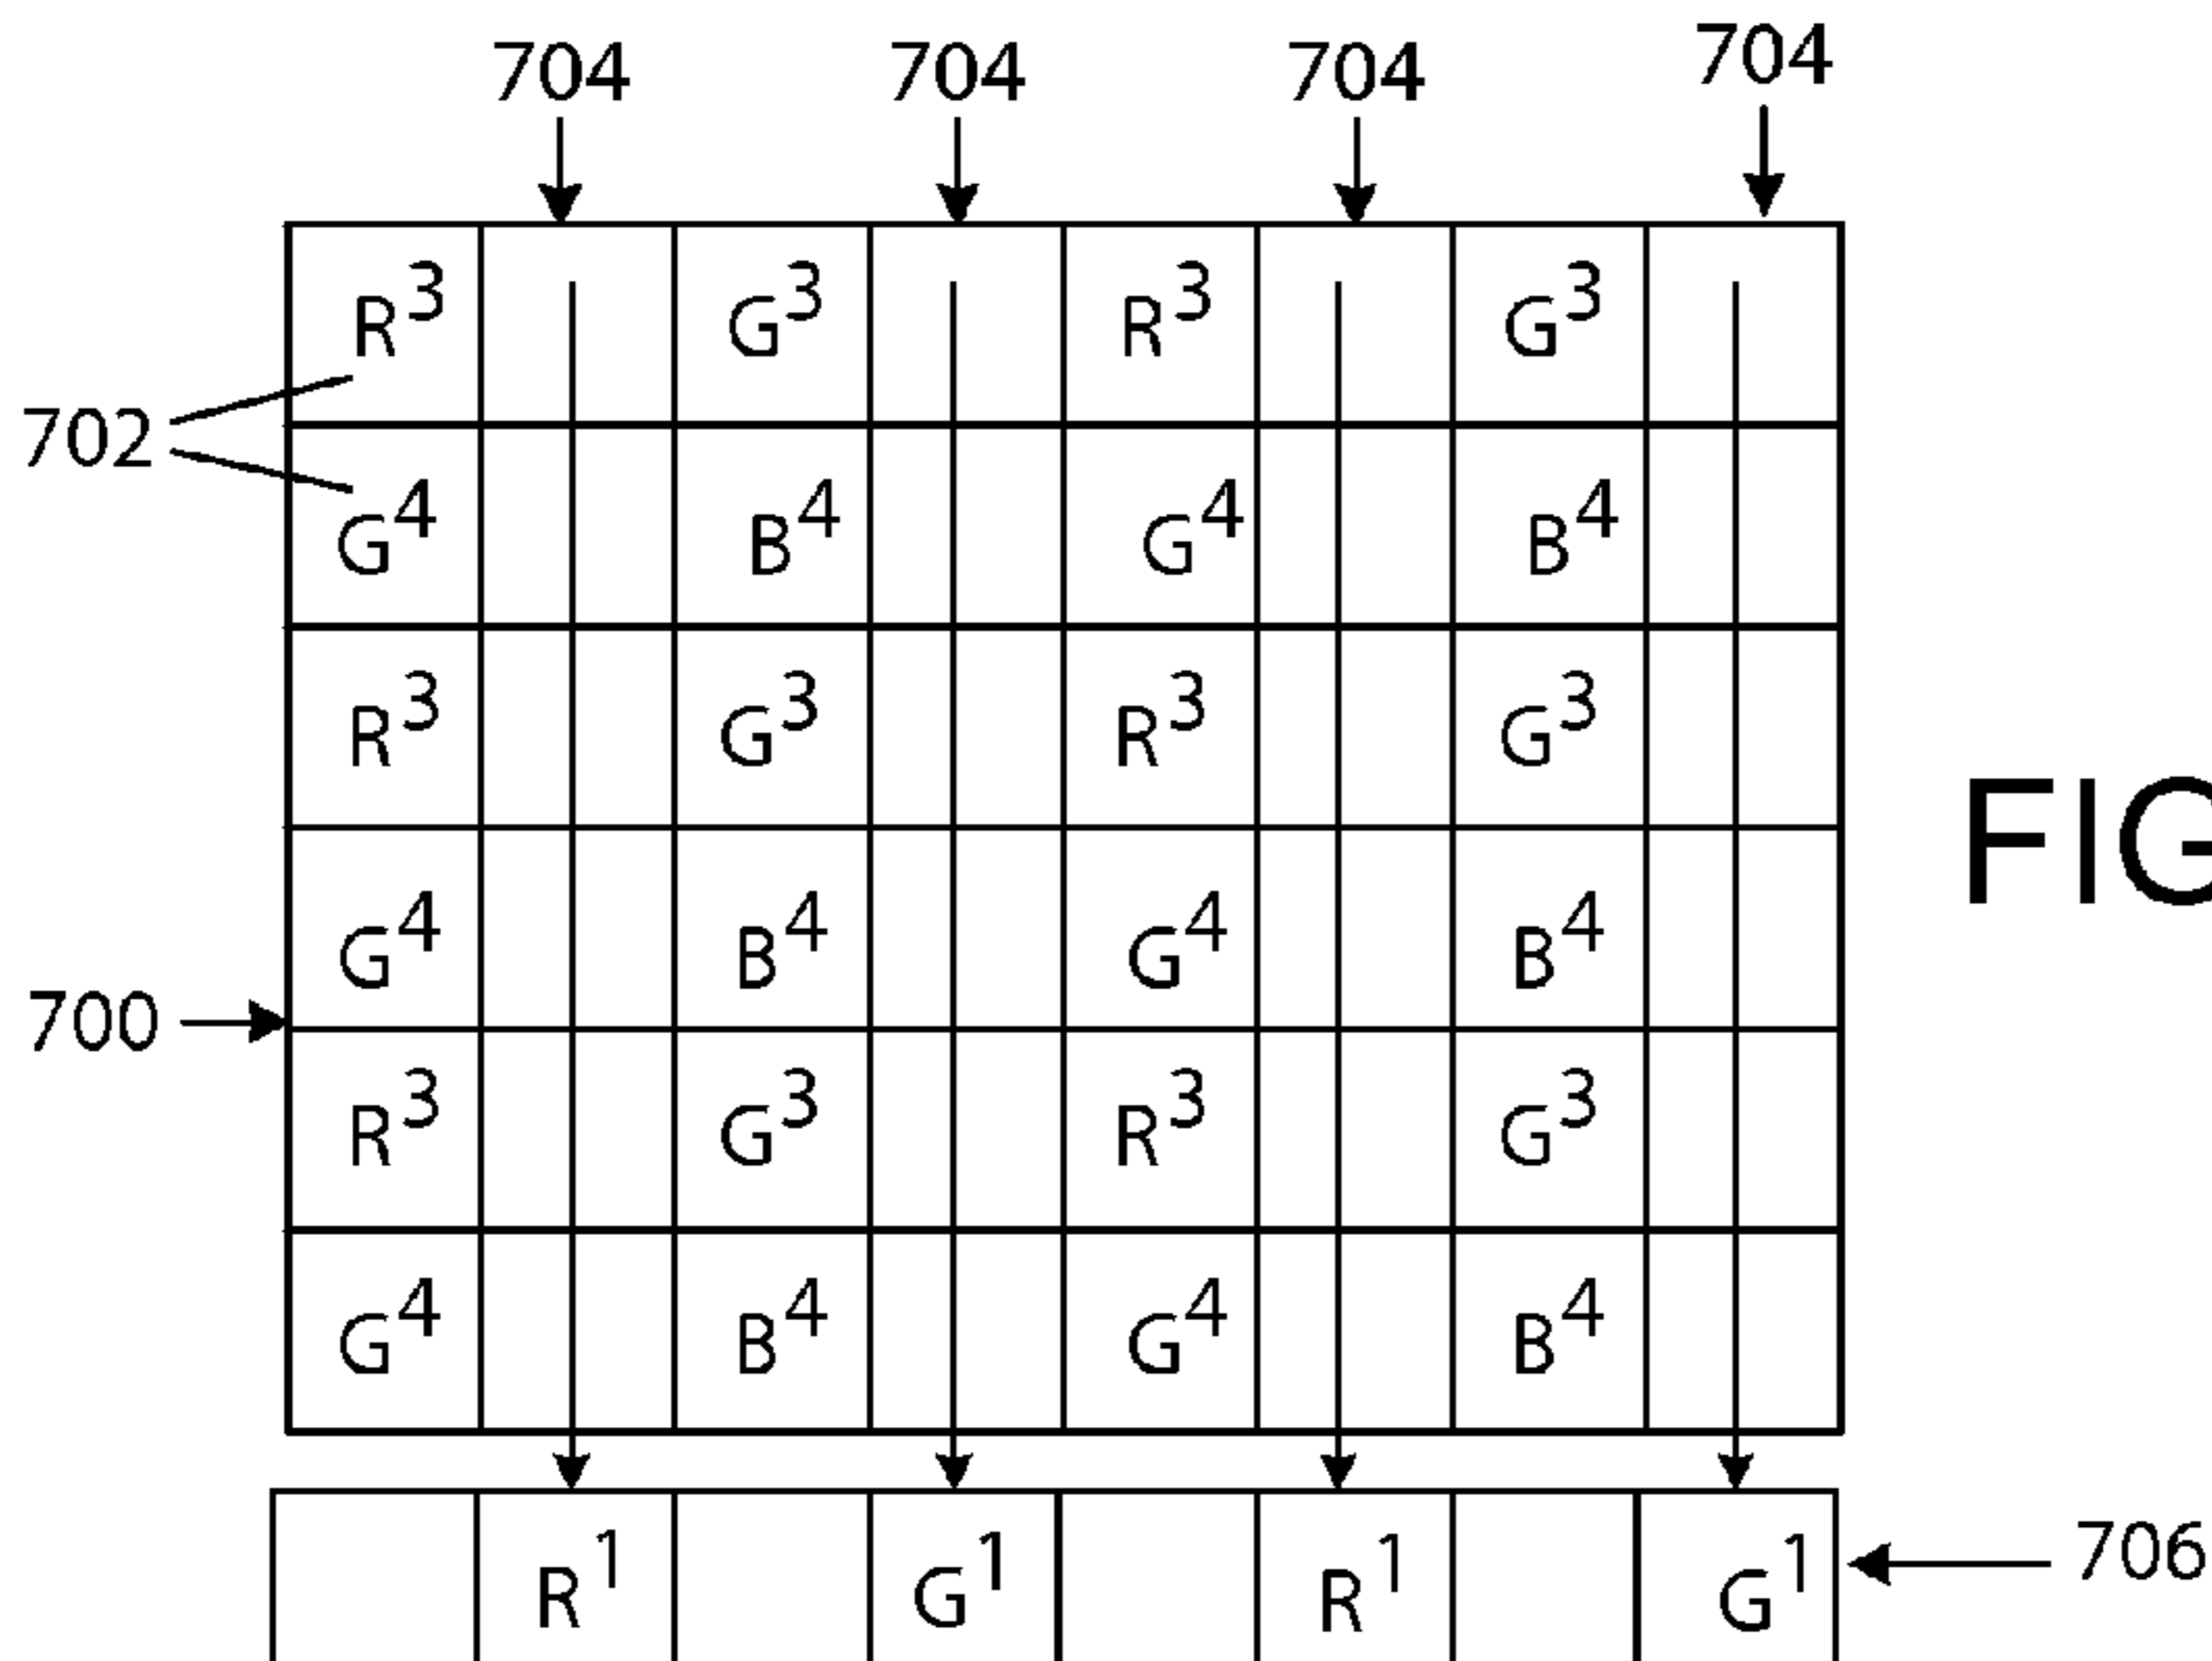 704 704 704 704
R³ G³ R³ G³
702
G⁴ B⁴ G⁴ B⁴
R³ G³ R³ G³
FIG
G⁴ B⁴ G⁴ B⁴
700
R³ G³ R³ G³
G⁴ B⁴ G⁴ B⁴
R¹ G¹ R¹ G¹
706